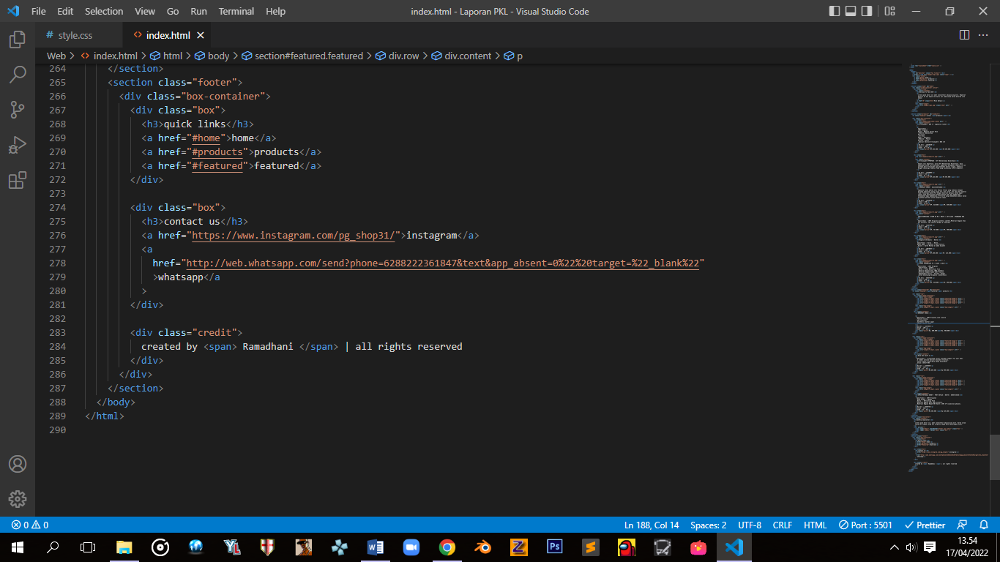 File Edit Selection View Go Run Terminal Help index.html - Laporan PKL - Visual Studio Code
# style.css <> index.html
Web > <> index.html > html > body > section#featured.featured > div.row > div.content > p
264 </section>
265 <section class="footer">
266 <div class="box-container">
267 <div class="box">
268 <h3>quick links</h3>
269 <a href="#home">home</a>
270 <a href="#products">products</a>
271 <a href="#featured">featured</a>
272 </div>
273
274 <div class="box">
275 <h3>contact us</h3>
276 <a href="https://www.instagram.com/pg_shop31/">instagram</a>
277 <a
278 href="http://web.whatsapp.com/send?phone=6288222361847&text&app_absent=0%22%20target=%22_blank%22"
279 >whatsapp</a
280 >
281 </div>
282
283 <div class="credit">
284 created by <span> Ramadhani </span> | all rights reserved
285 </div>
286 </div>
287 </section>
288 </body>
289 </html>
290
0 0 Ln 188, Col 14 Spaces: 2 UTF-8 CRLF HTML Port : 5501 Prettier
13.54
17/04/2022